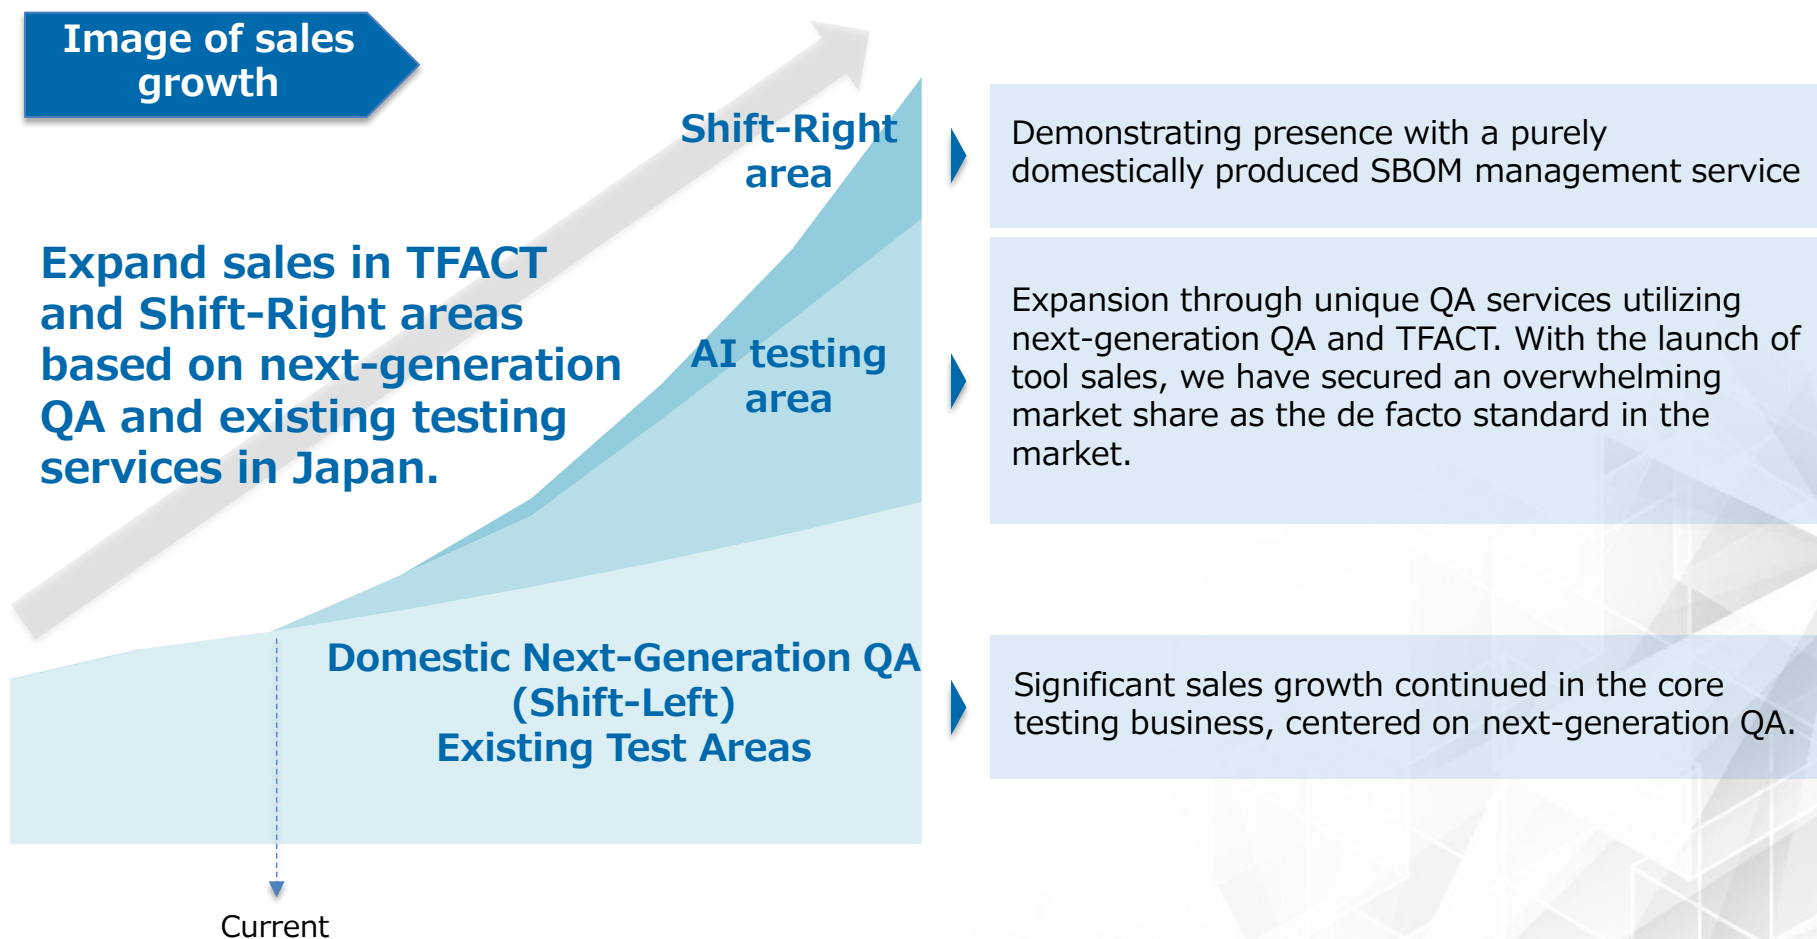 Image of sales
growth
Expand sales in TFACT
and Shift-Right areas
based on next-generation
QA and existing testing
services in Japan.
Shift-Right
area
AI testing
area
Domestic Next-Generation QA
(Shift-Left)
Existing Test Areas
Current
Demonstrating presence with a purely
domestically produced SBOM management service
Expansion through unique QA services utilizing
next-generation QA and TFACT. With the launch of
tool sales, we have secured an overwhelming
market share as the de facto standard in the
market.
Significant sales growth continued in the core
testing business, centered on next-generation QA.